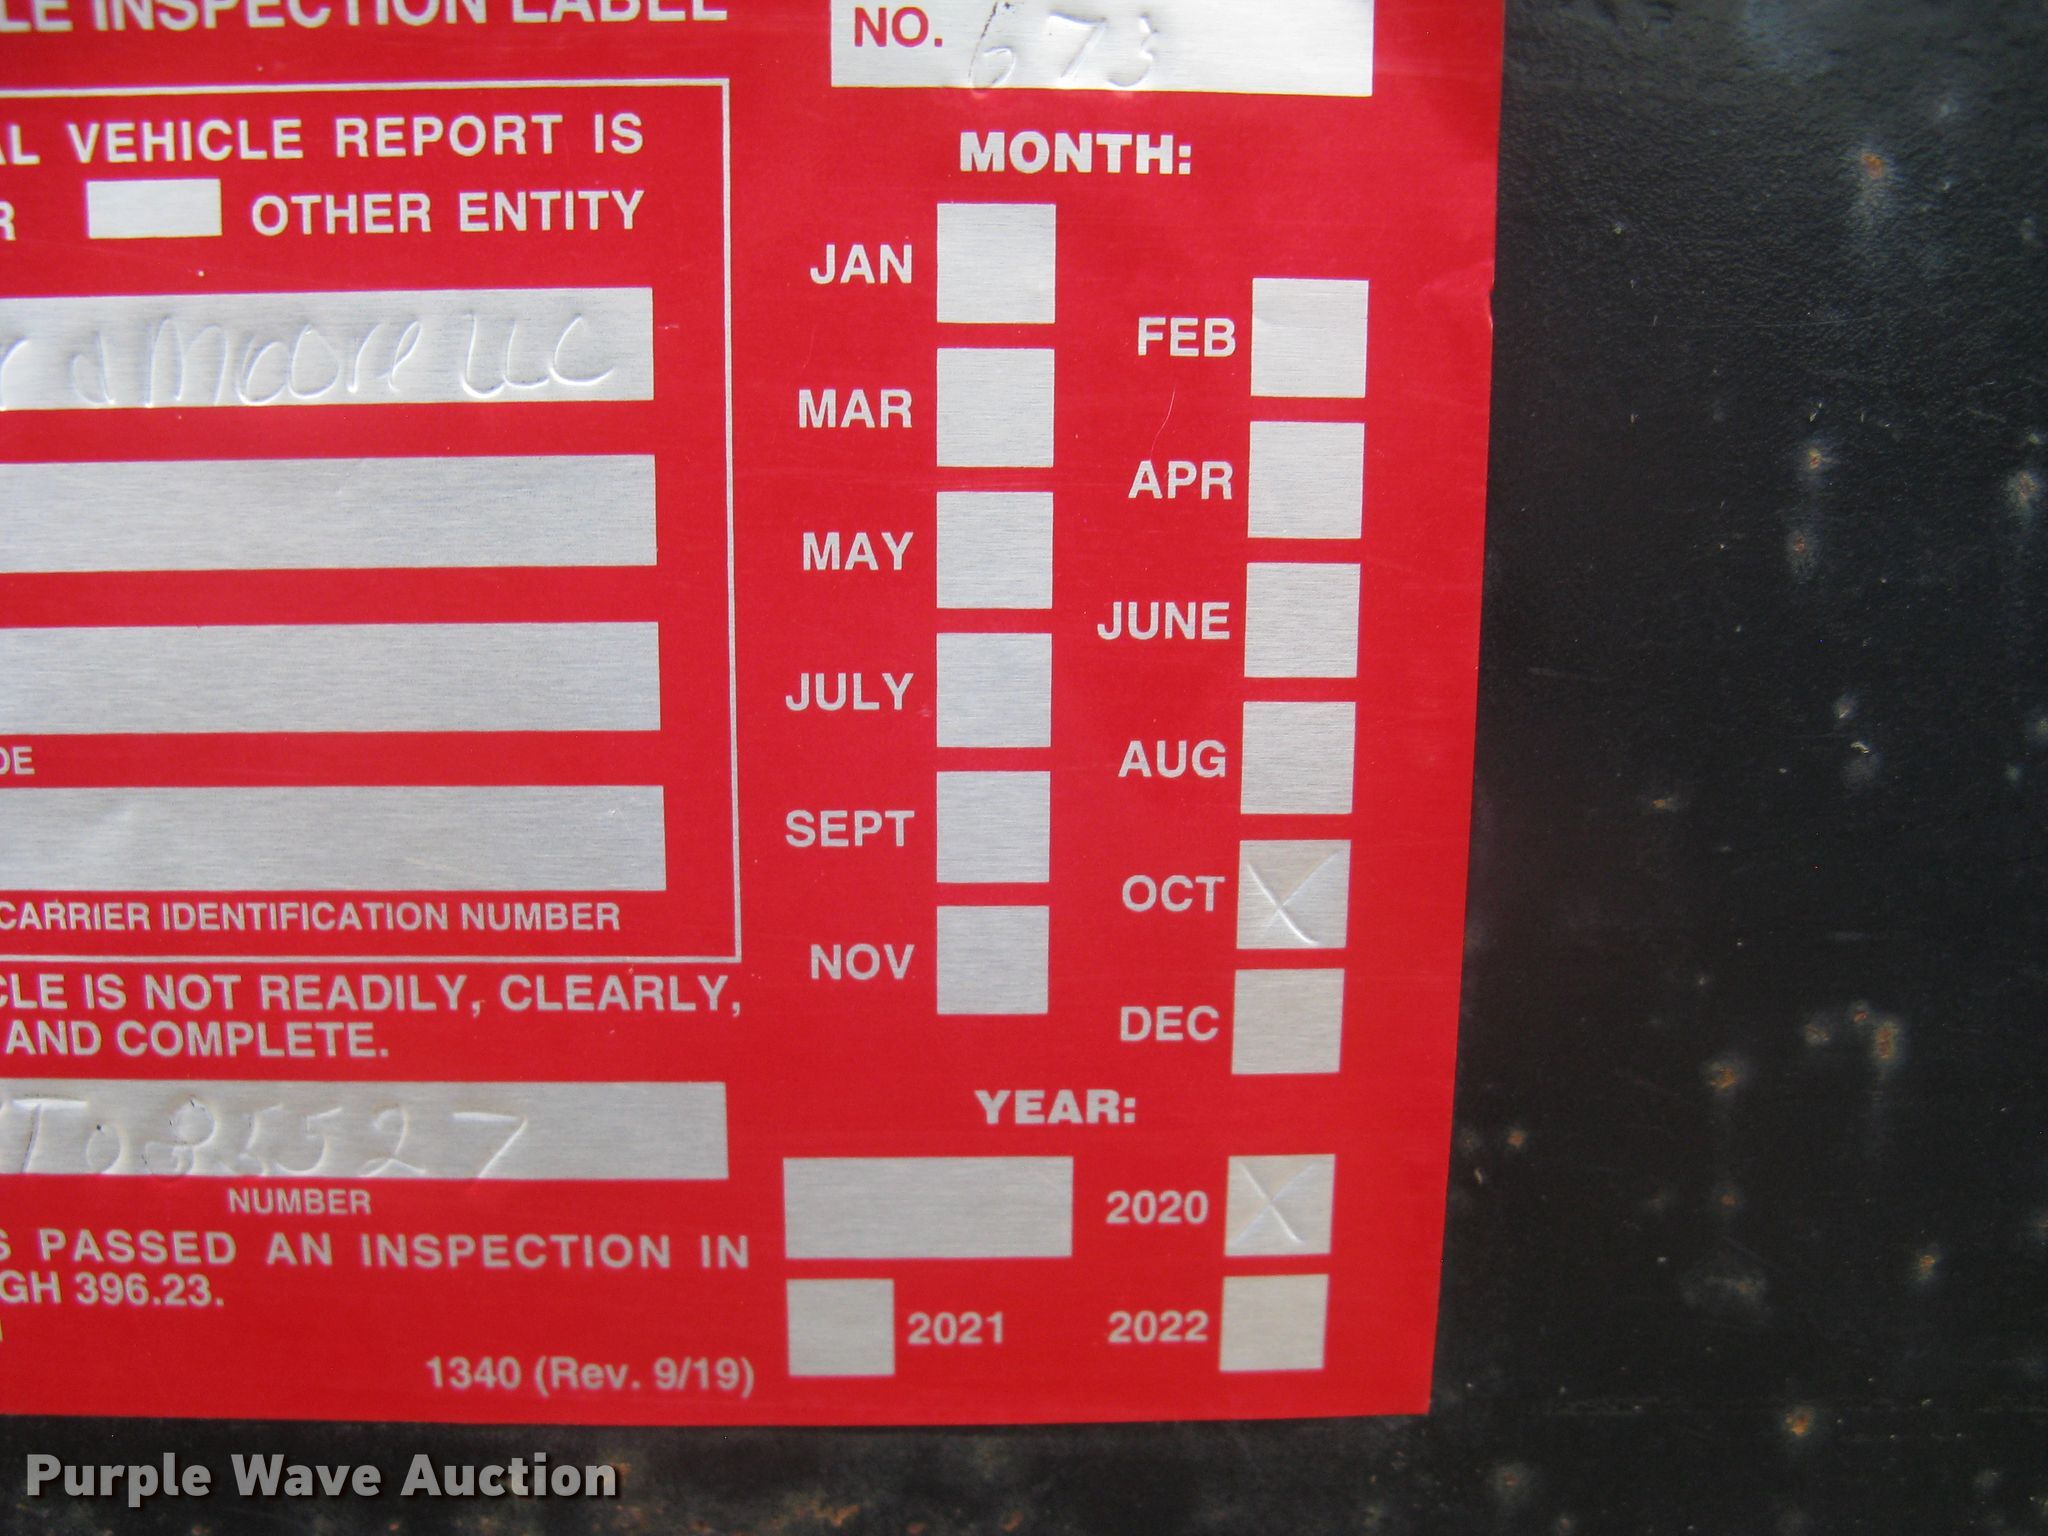 LE INSPECTION LABEL
NO. 673
AL VEHICLE REPORT IS
R OTHER ENTITY
r d Moore LLC
DE
CARRIER IDENTIFICATION NUMBER
CLE IS NOT READILY, CLEARLY,
AND COMPLETE.
NUMBER
S PASSED AN INSPECTION IN
GH 396.23.
1340 (Rev. 9/19)
MONTH:
JAN
FEB
MAR
APR
MAY
JUNE
JULY
AUG
SEPT
OCT X
NOV
DEC
YEAR:
2020 X
2021 2022
Purple Wave Auction